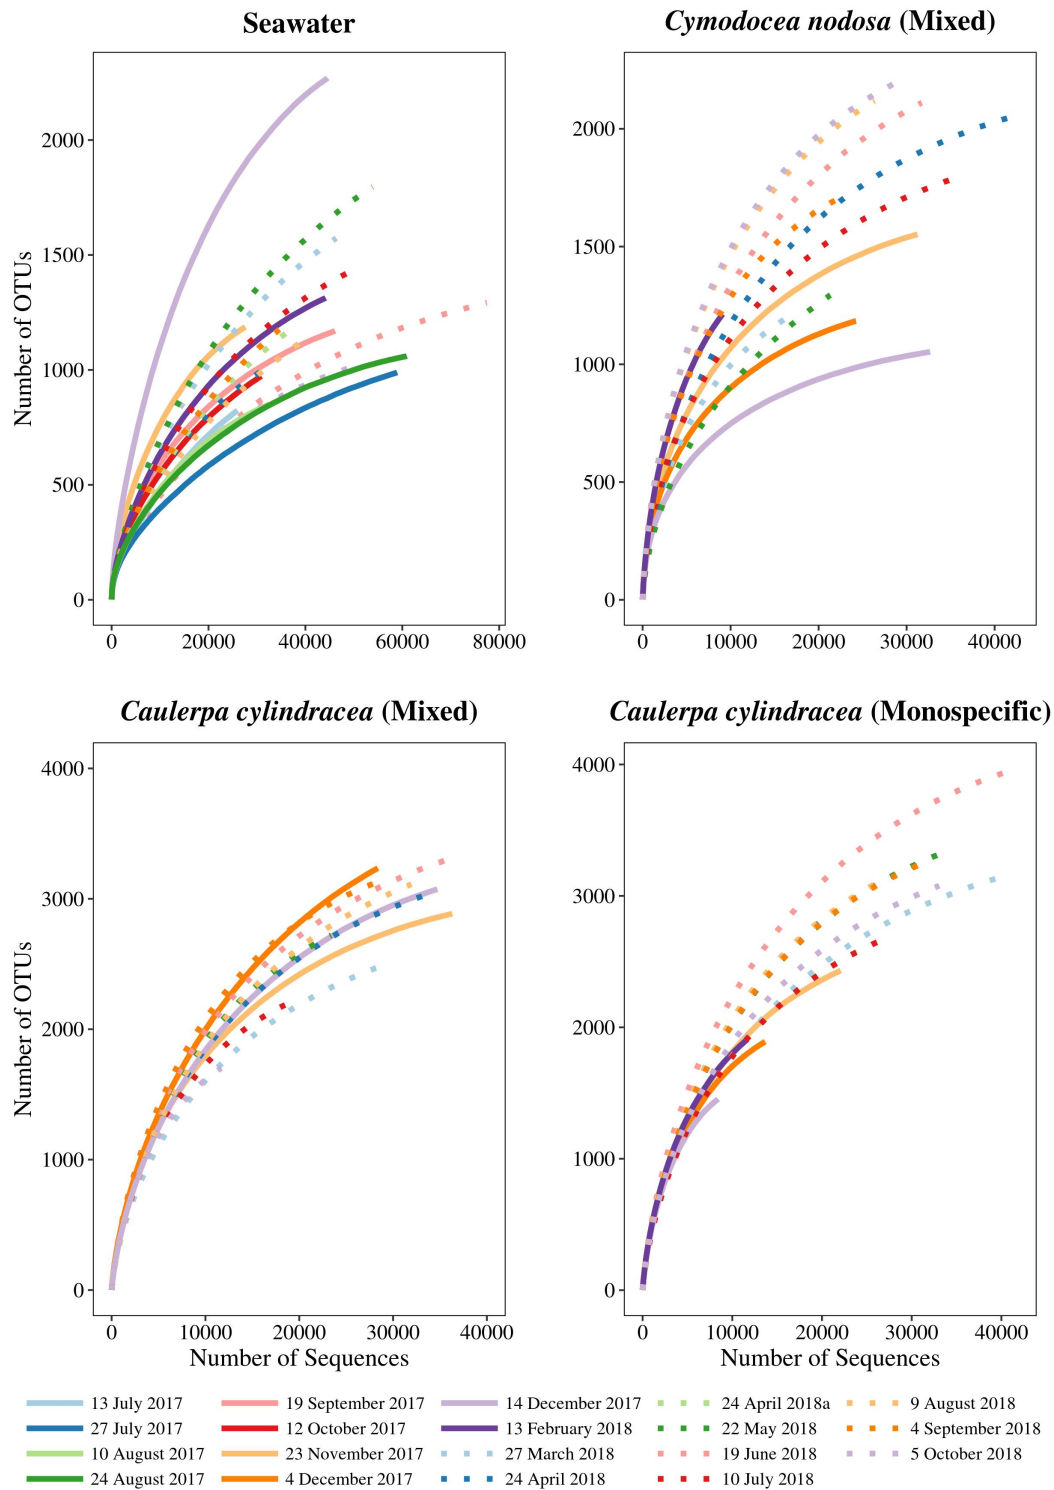 Seawater
Cymodocea nodosa (Mixed)
Number of OTUs
2000
1500
1000
500
0
0 20000 40000 60000 80000
2000
1500
1000
500
0
0 10000 20000 30000 40000
Caulerpa cylindracea (Mixed)
Caulerpa cylindracea (Monospecific)
Number of OTUs
4000
3000
2000
1000
0
0 10000 20000 30000 40000
Number of Sequences
4000
3000
2000
1000
0
0 10000 20000 30000 40000
Number of Sequences
13 July 2017
27 July 2017
10 August 2017
24 August 2017
19 September 2017
12 October 2017
23 November 2017
4 December 2017
14 December 2017
13 February 2018
27 March 2018
24 April 2018
24 April 2018a
22 May 2018
19 June 2018
10 July 2018
9 August 2018
4 September 2018
5 October 2018